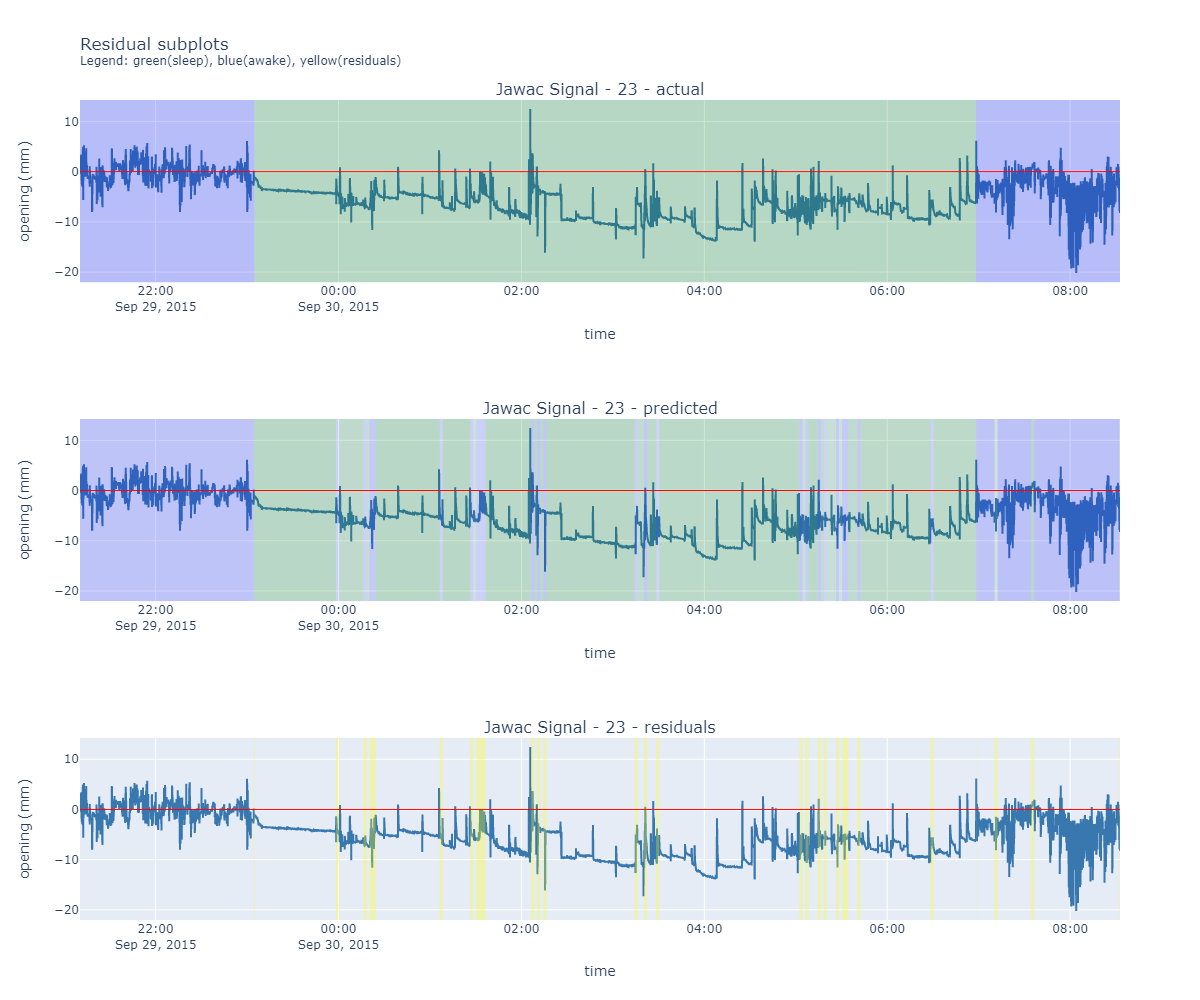 Residual subplots
Legend: green(sleep), blue(awake), yellow(residuals)
Jawac Signal - 23 - actual
opening (mm)
10
0
−10
−20
22:00 00:00 02:00 04:00 06:00 08:00
Sep 29, 2015 Sep 30, 2015
time
Jawac Signal - 23 - predicted
opening (mm)
10
0
−10
−20
22:00 00:00 02:00 04:00 06:00 08:00
Sep 29, 2015 Sep 30, 2015
time
Jawac Signal - 23 - residuals
opening (mm)
10
0
−10
−20
22:00 00:00 02:00 04:00 06:00 08:00
Sep 29, 2015 Sep 30, 2015
time